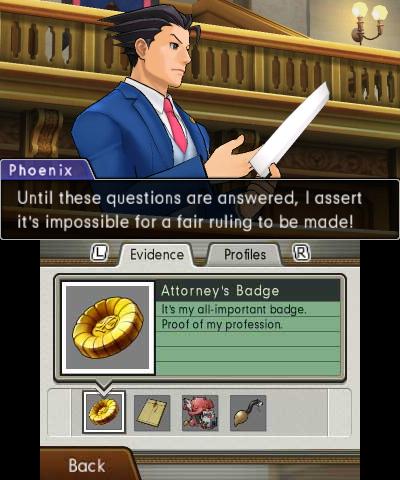 Phoenix
Until these questions are answered, I assert
it's impossible for a fair ruling to be made!
L Evidence Profiles R
Attorney's Badge
It's my all-important badge.
Proof of my profession.
Back